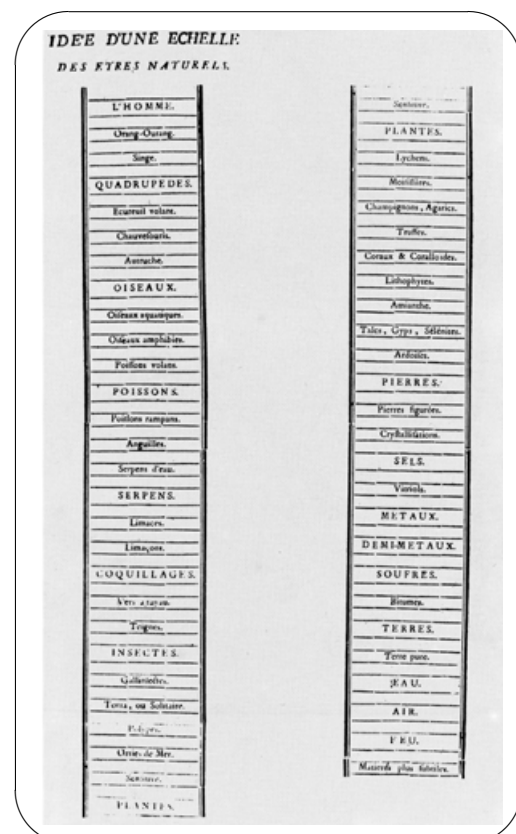 IDÉE D'UNE ECHELLE
DES ETRES NATURELS.
L'HOMME.
Orang-Outang.
Singe.
QUADRUPEDES.
Ecureuil volant.
Chauvesouris.
Autruche.
OISEAUX.
Oiseaux aquatiques.
Oiseaux amphibies.
Poissons volans.
POISSONS.
Poissons rampans.
Anguilles.
Serpens d'eau.
SERPENS.
Limaces.
Limaçons.
COQUILLAGES.
Vers à tuyau.
Teignes.
INSECTES.
Gallinsectes.
Tænia, ou Solitaire.
Polypes.
Orties de Mer.
Sensitive.
PLANTES.
Sensitive.
PLANTES.
Lychens.
Moisissures.
Champignons, Agarics.
Truffes.
Coraux & Coralloides.
Lithophytes.
Amianthe.
Talcs, Gyps, Sélénites.
Ardoises.
PIERRES.
Pierres figurées.
Crystallisations.
SELS.
Vitriols.
METAUX.
DEMI-METAUX.
SOUFRES.
Bitumes.
TERRES.
Terre pure.
EAU.
AIR.
FEU.
Matieres plus subtiles.